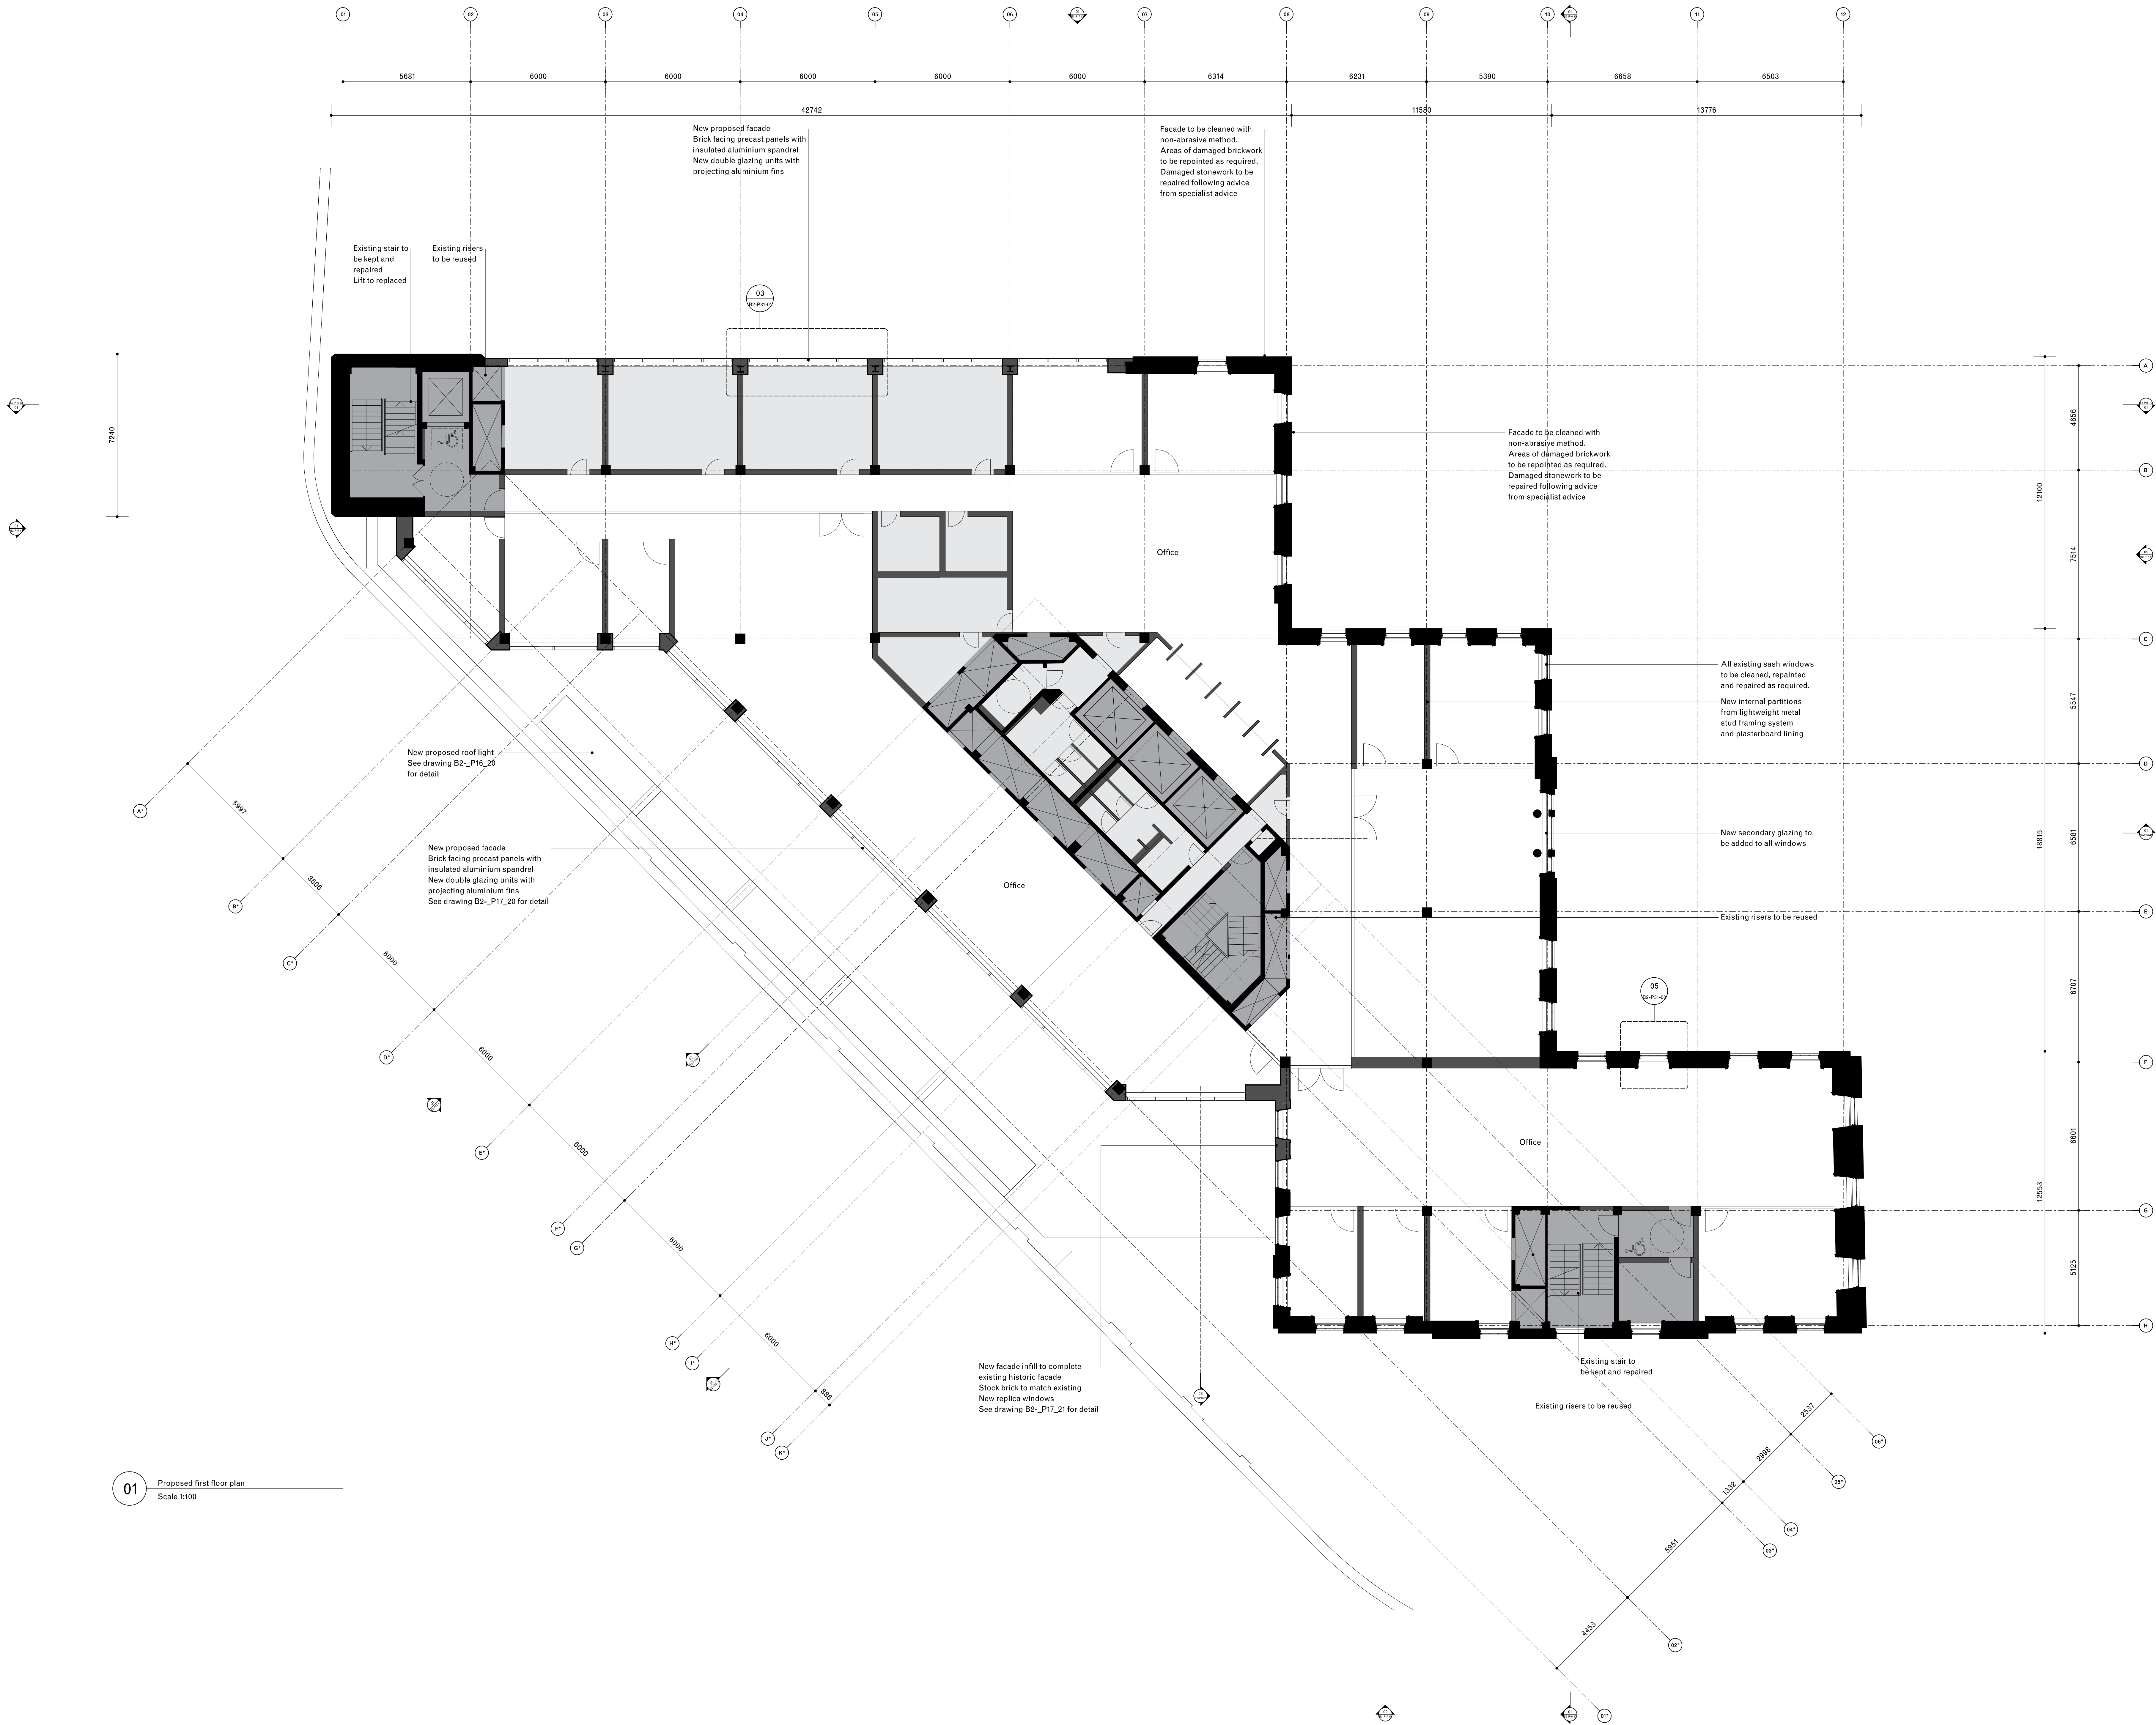 01
02
03
04
05
06
07
08
09
10
11
12
5681
6000
6000
6000
6000
6000
6314
6231
5390
6658
6503
42742
11580
13776
New proposed facade
Brick facing precast panels with
insulated aluminium spandrel
New double glazing units with
projecting aluminium fins
Facade to be cleaned with
non-abrasive method.
Areas of damaged brickwork
to be repointed as required.
Damaged stonework to be
repaired following advice
from specialist advice
Existing stair to
be kept and
repaired
Lift to replaced
Existing risers
to be reused
03
B2-P31-01
7240
A
4656
Facade to be cleaned with
non-abrasive method.
Areas of damaged brickwork
to be repointed as required.
Damaged stonework to be
repaired following advice
from specialist advice
B
12100
7514
Office
C
All existing sash windows
to be cleaned, repainted
and repaired as required.
New internal partitions
from lightweight metal
stud framing system
and plasterboard lining
5547
New proposed roof light
See drawing B2-_P16_20
for detail
D
New secondary glazing to
be added to all windows
18815
6581
New proposed facade
Brick facing precast panels with
insulated aluminium spandrel
New double glazing units with
projecting aluminium fins
See drawing B2-_P17_20 for detail
Office
Existing risers to be reused
E
05
B2-P31-00
6707
F
Office
6601
12553
G
5125
H
A*
5997
B*
3506
C*
6000
D*
6000
E*
6000
F*
G*
6000
H*
I*
6000
886
J*
K*
New facade infill to complete
existing historic facade
Stock brick to match existing
New replica windows
See drawing B2-_P17_21 for detail
Existing stair to
be kept and repaired
Existing risers to be reused
2537
06*
2998
05*
1332
04*
03*
5951
02*
4453
01*
01
Proposed first floor plan
Scale 1:100